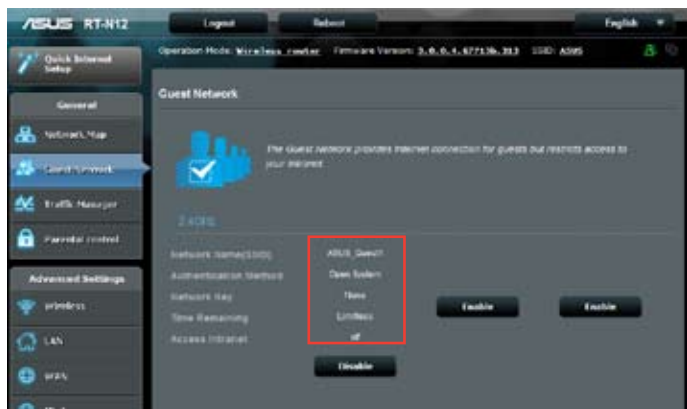 ASUS RT-N12
Logout
Reboot
English
Operation Mode: Wireless router Firmware Version: SSID: ASUS
Quick Internet
Setup
General
Network Map
Guest Network
Traffic Manager
Parental control
Advanced Settings
Wireless
LAN
WAN
Guest Network
The Guest Network provides Internet connection for guests but restricts access to
your Intranet.
2.4GHz
Network Name(SSID) ASUS_Guest1
Authentication Method Open System
Network Key None
Time Remaining Limitless
Access Intranet off
Enable
Enable
Disable